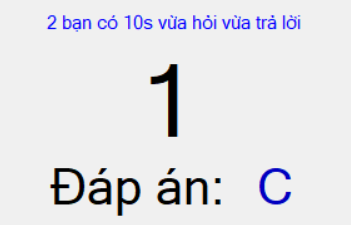 2 bạn có 10s vừa hỏi vừa trả lời
1
Đáp án: C